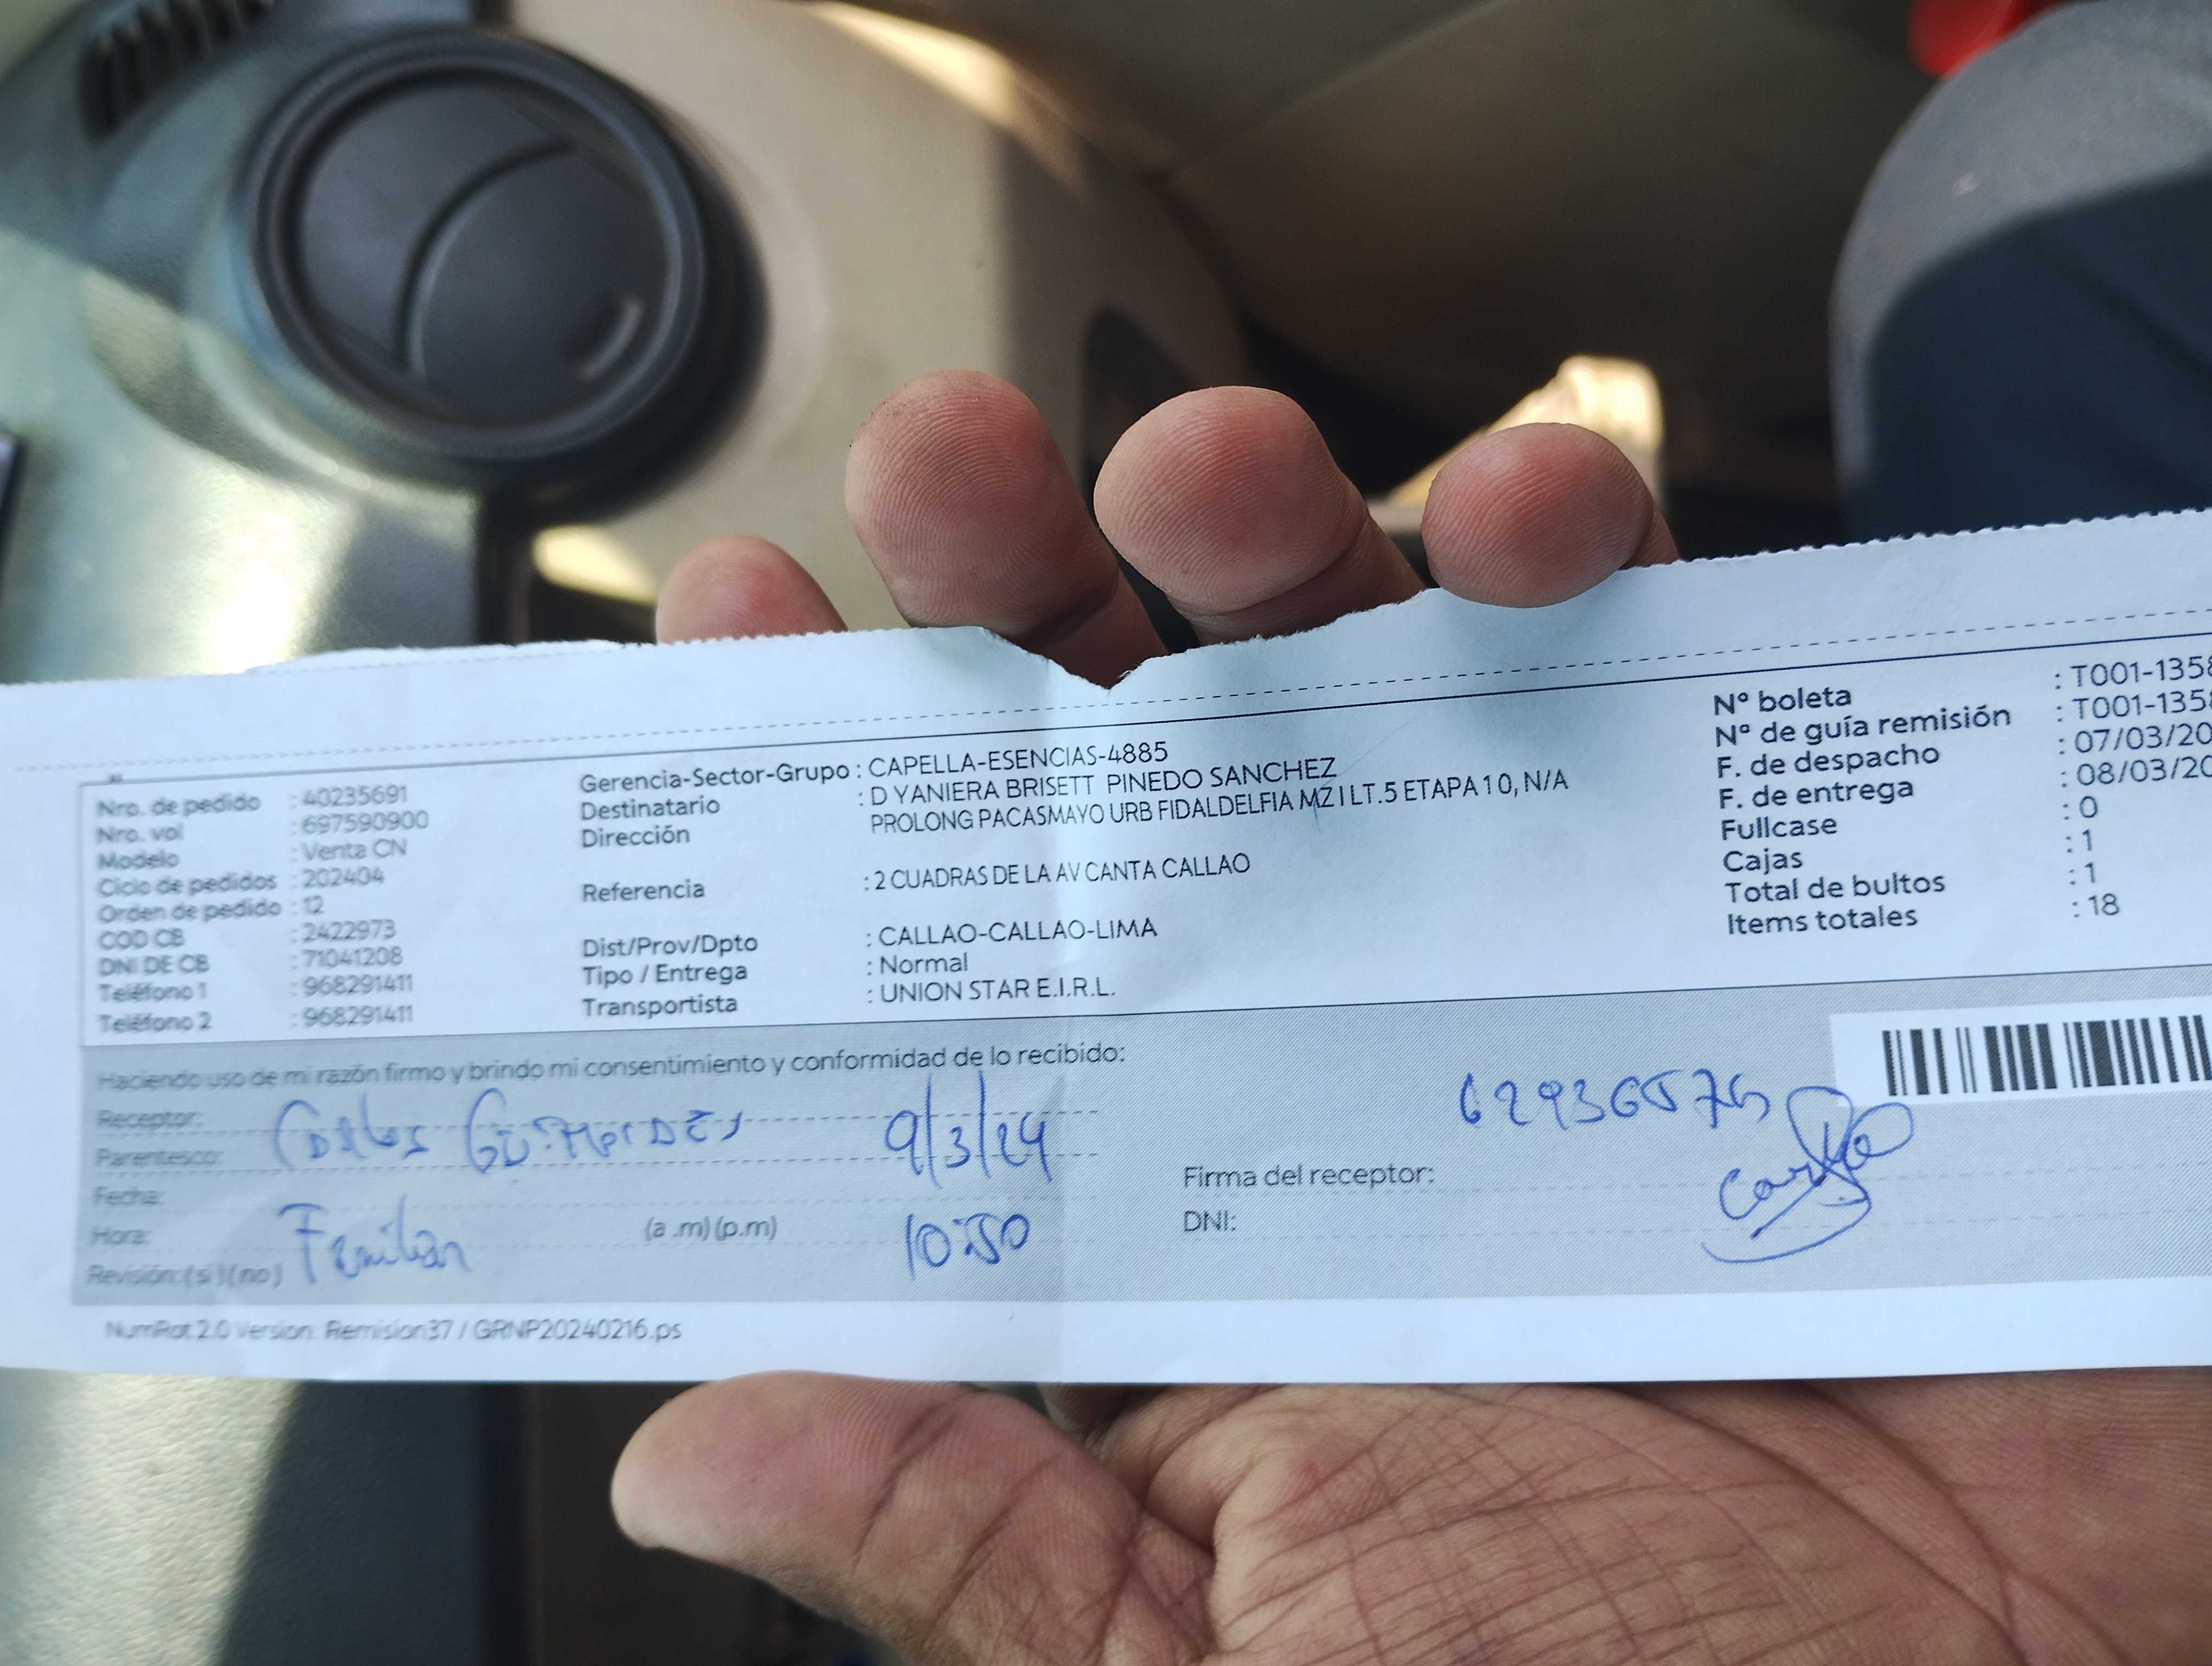 Nro. de pedido : 40235691
Nro. vol : 697590900
Modelo : Venta CN
Ciclo de pedidos : 202404
Orden de pedido : 12
COD CB : 2422973
DNI DE CB : 71041208
Teléfono 1 : 968291411
Teléfono 2 : 968291411
Gerencia-Sector-Grupo : CAPELLA-ESENCIAS-4885
Destinatario : D YANIERA BRISETT PINEDO SANCHEZ
Dirección PROLONG PACASMAYO URB FIDALDELFIA MZ I LT.5 ETAPA 1 0, N/A
Referencia : 2 CUADRAS DE LA AV CANTA CALLAO
Dist/Prov/Dpto : CALLAO-CALLAO-LIMA
Tipo / Entrega : Normal
Transportista : UNION STAR E.I.R.L.
Nº boleta : T001-1358
Nº de guía remisión : T001-1358
F. de despacho : 07/03/20
F. de entrega : 08/03/20
Fullcase : 0
Cajas : 1
Total de bultos : 1
Items totales : 18
Haciendo uso de mi razón firmo y brindo mi consentimiento y conformidad de lo recibido:
Receptor:
Parentesco: 9/3/24
Fecha:
Hora: Familiar (a .m) (p.m) 10:50
Revisión: (si ) (no)
Firma del receptor:
DNI:
NumRot 2.0 Version: Remision37 / GRNP20240216.ps